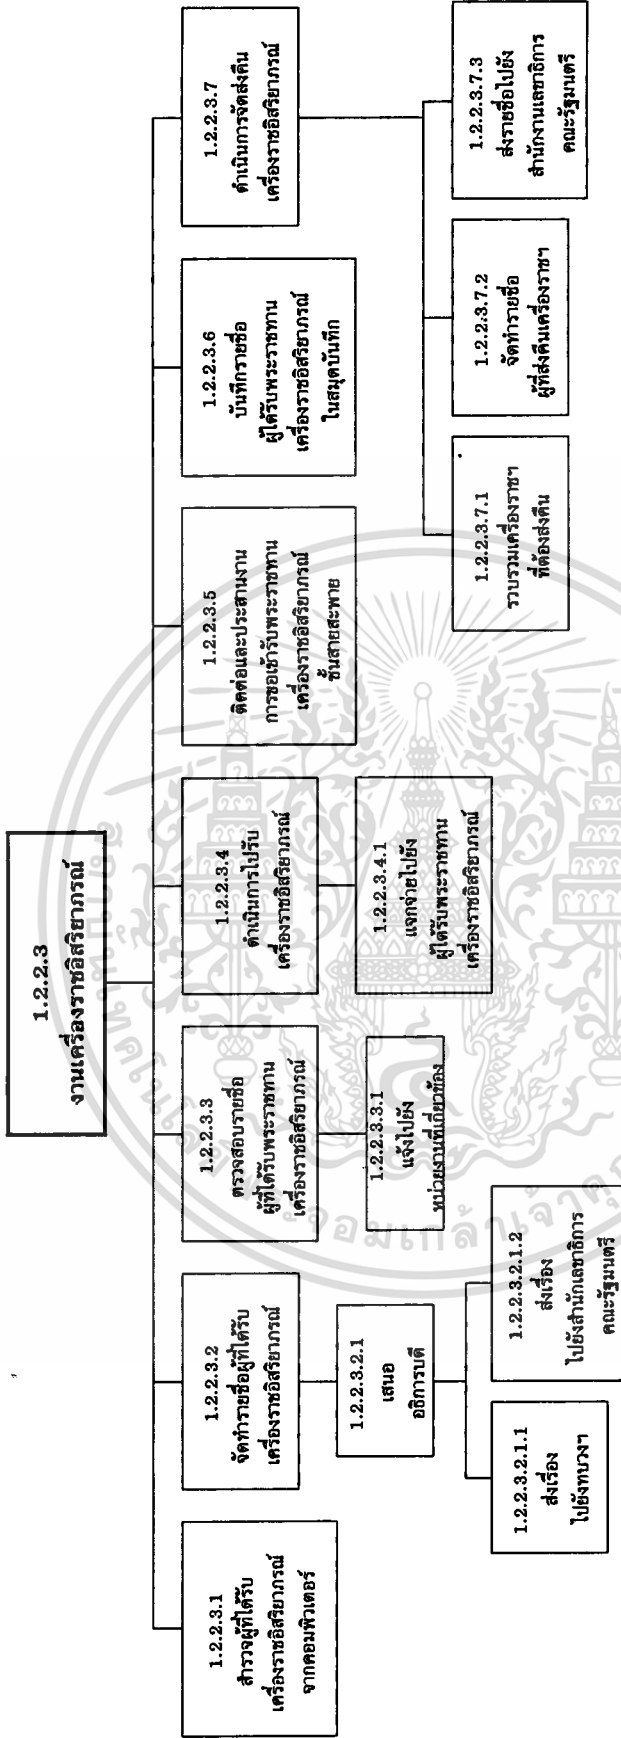 1.2.2.3
งานเครื่องราชอิสริยาภรณ์
1.2.2.3.1
สำรวจผู้ที่ได้รับ
เครื่องราชอิสริยาภรณ์
จากคอมพิวเตอร์
1.2.2.3.2
จัดทำรายชื่อผู้ที่ได้รับ
เครื่องราชอิสริยาภรณ์
1.2.2.3.3
ตรวจสอบรายชื่อ
ผู้ที่ได้รับพระราชทาน
เครื่องราชอิสริยาภรณ์
1.2.2.3.4
ดำเนินการไปรับ
เครื่องราชอิสริยาภรณ์
1.2.2.3.5
ติดต่อและประสานงาน
การขอเข้ารับพระราชทาน
เครื่องราชอิสริยาภรณ์
ชั้นสายสะพาย
1.2.2.3.6
บันทึกรายชื่อ
ผู้ได้รับพระราชทาน
เครื่องราชอิสริยาภรณ์
ในสมุดบันทึก
1.2.2.3.7
ดำเนินการจัดส่งคืน
เครื่องราชอิสริยาภรณ์
1.2.2.3.2.1
เสนอ
อธิการบดี
1.2.2.3.3.1
แจ้งไปยัง
หน่วยงานที่เกี่ยวข้อง
1.2.2.3.4.1
แจกจ่ายไปยัง
ผู้ได้รับพระราชทาน
เครื่องราชอิสริยาภรณ์
1.2.2.3.7.1
รวบรวมเครื่องราชฯ
ที่ต้องส่งคืน
1.2.2.3.7.2
จัดทำรายชื่อ
ผู้ที่ส่งคืนเครื่องราชฯ
1.2.2.3.7.3
ส่งรายชื่อไปยัง
สำนักงานเลขาธิการ
คณะรัฐมนตรี
1.2.2.3.2.1.1
ส่งเรื่อง
ไปยังทบวงฯ
1.2.2.3.2.1.2
ส่งเรื่อง
ไปยังสำนักเลขาธิการ
คณะรัฐมนตรี